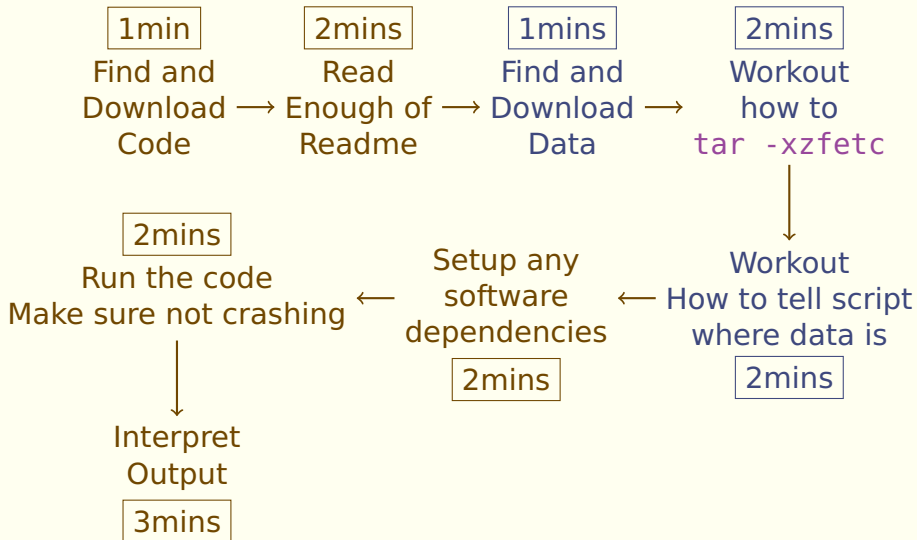 1min
Find and
Download
Code
2mins
Read
Enough of
Readme
1mins
Find and
Download
Data
2mins
Workout
how to
tar -xzfetc
Workout
How to tell script
where data is
2mins
Setup any
software
dependencies
2mins
2mins
Run the code
Make sure not crashing
Interpret
Output
3mins